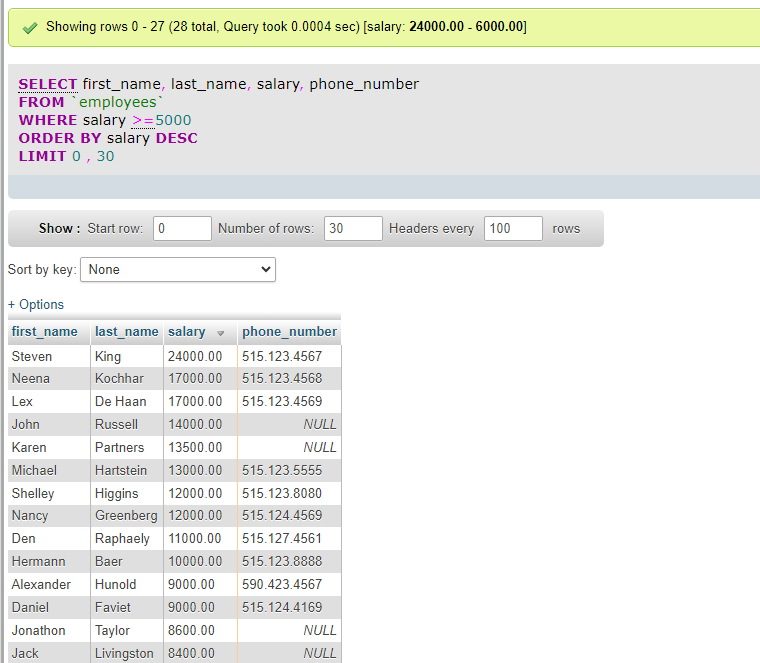 Showing rows 0 - 27 (28 total, Query took 0.0004 sec) [salary: 24000.00 - 6000.00]
SELECT first_name, last_name, salary, phone_number
FROM `employees`
WHERE salary >=5000
ORDER BY salary DESC
LIMIT 0 , 30
Show : Start row: 0 Number of rows: 30 Headers every 100 rows
Sort by key: None
+ Options
first_name last_name salary phone_number
Steven King 24000.00 515.123.4567
Neena Kochhar 17000.00 515.123.4568
Lex De Haan 17000.00 515.123.4569
John Russell 14000.00 NULL
Karen Partners 13500.00 NULL
Michael Hartstein 13000.00 515.123.5555
Shelley Higgins 12000.00 515.123.8080
Nancy Greenberg 12000.00 515.124.4569
Den Raphaely 11000.00 515.127.4561
Hermann Baer 10000.00 515.123.8888
Alexander Hunold 9000.00 590.423.4567
Daniel Faviet 9000.00 515.124.4169
Jonathon Taylor 8600.00 NULL
Jack Livingston 8400.00 NULL